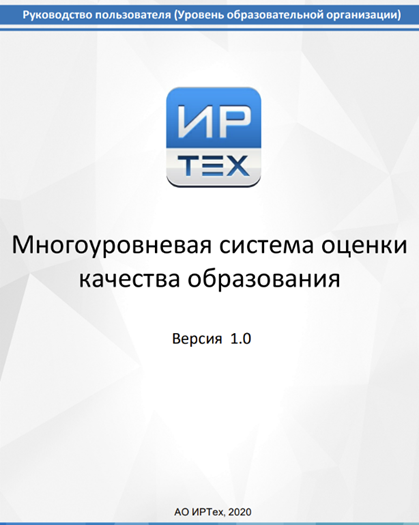 Руководство пользователя (Уровень образовательной организации)
ИР
ТЕХ
Многоуровневая система оценки
качества образования
Версия 1.0
АО ИРТех, 2020